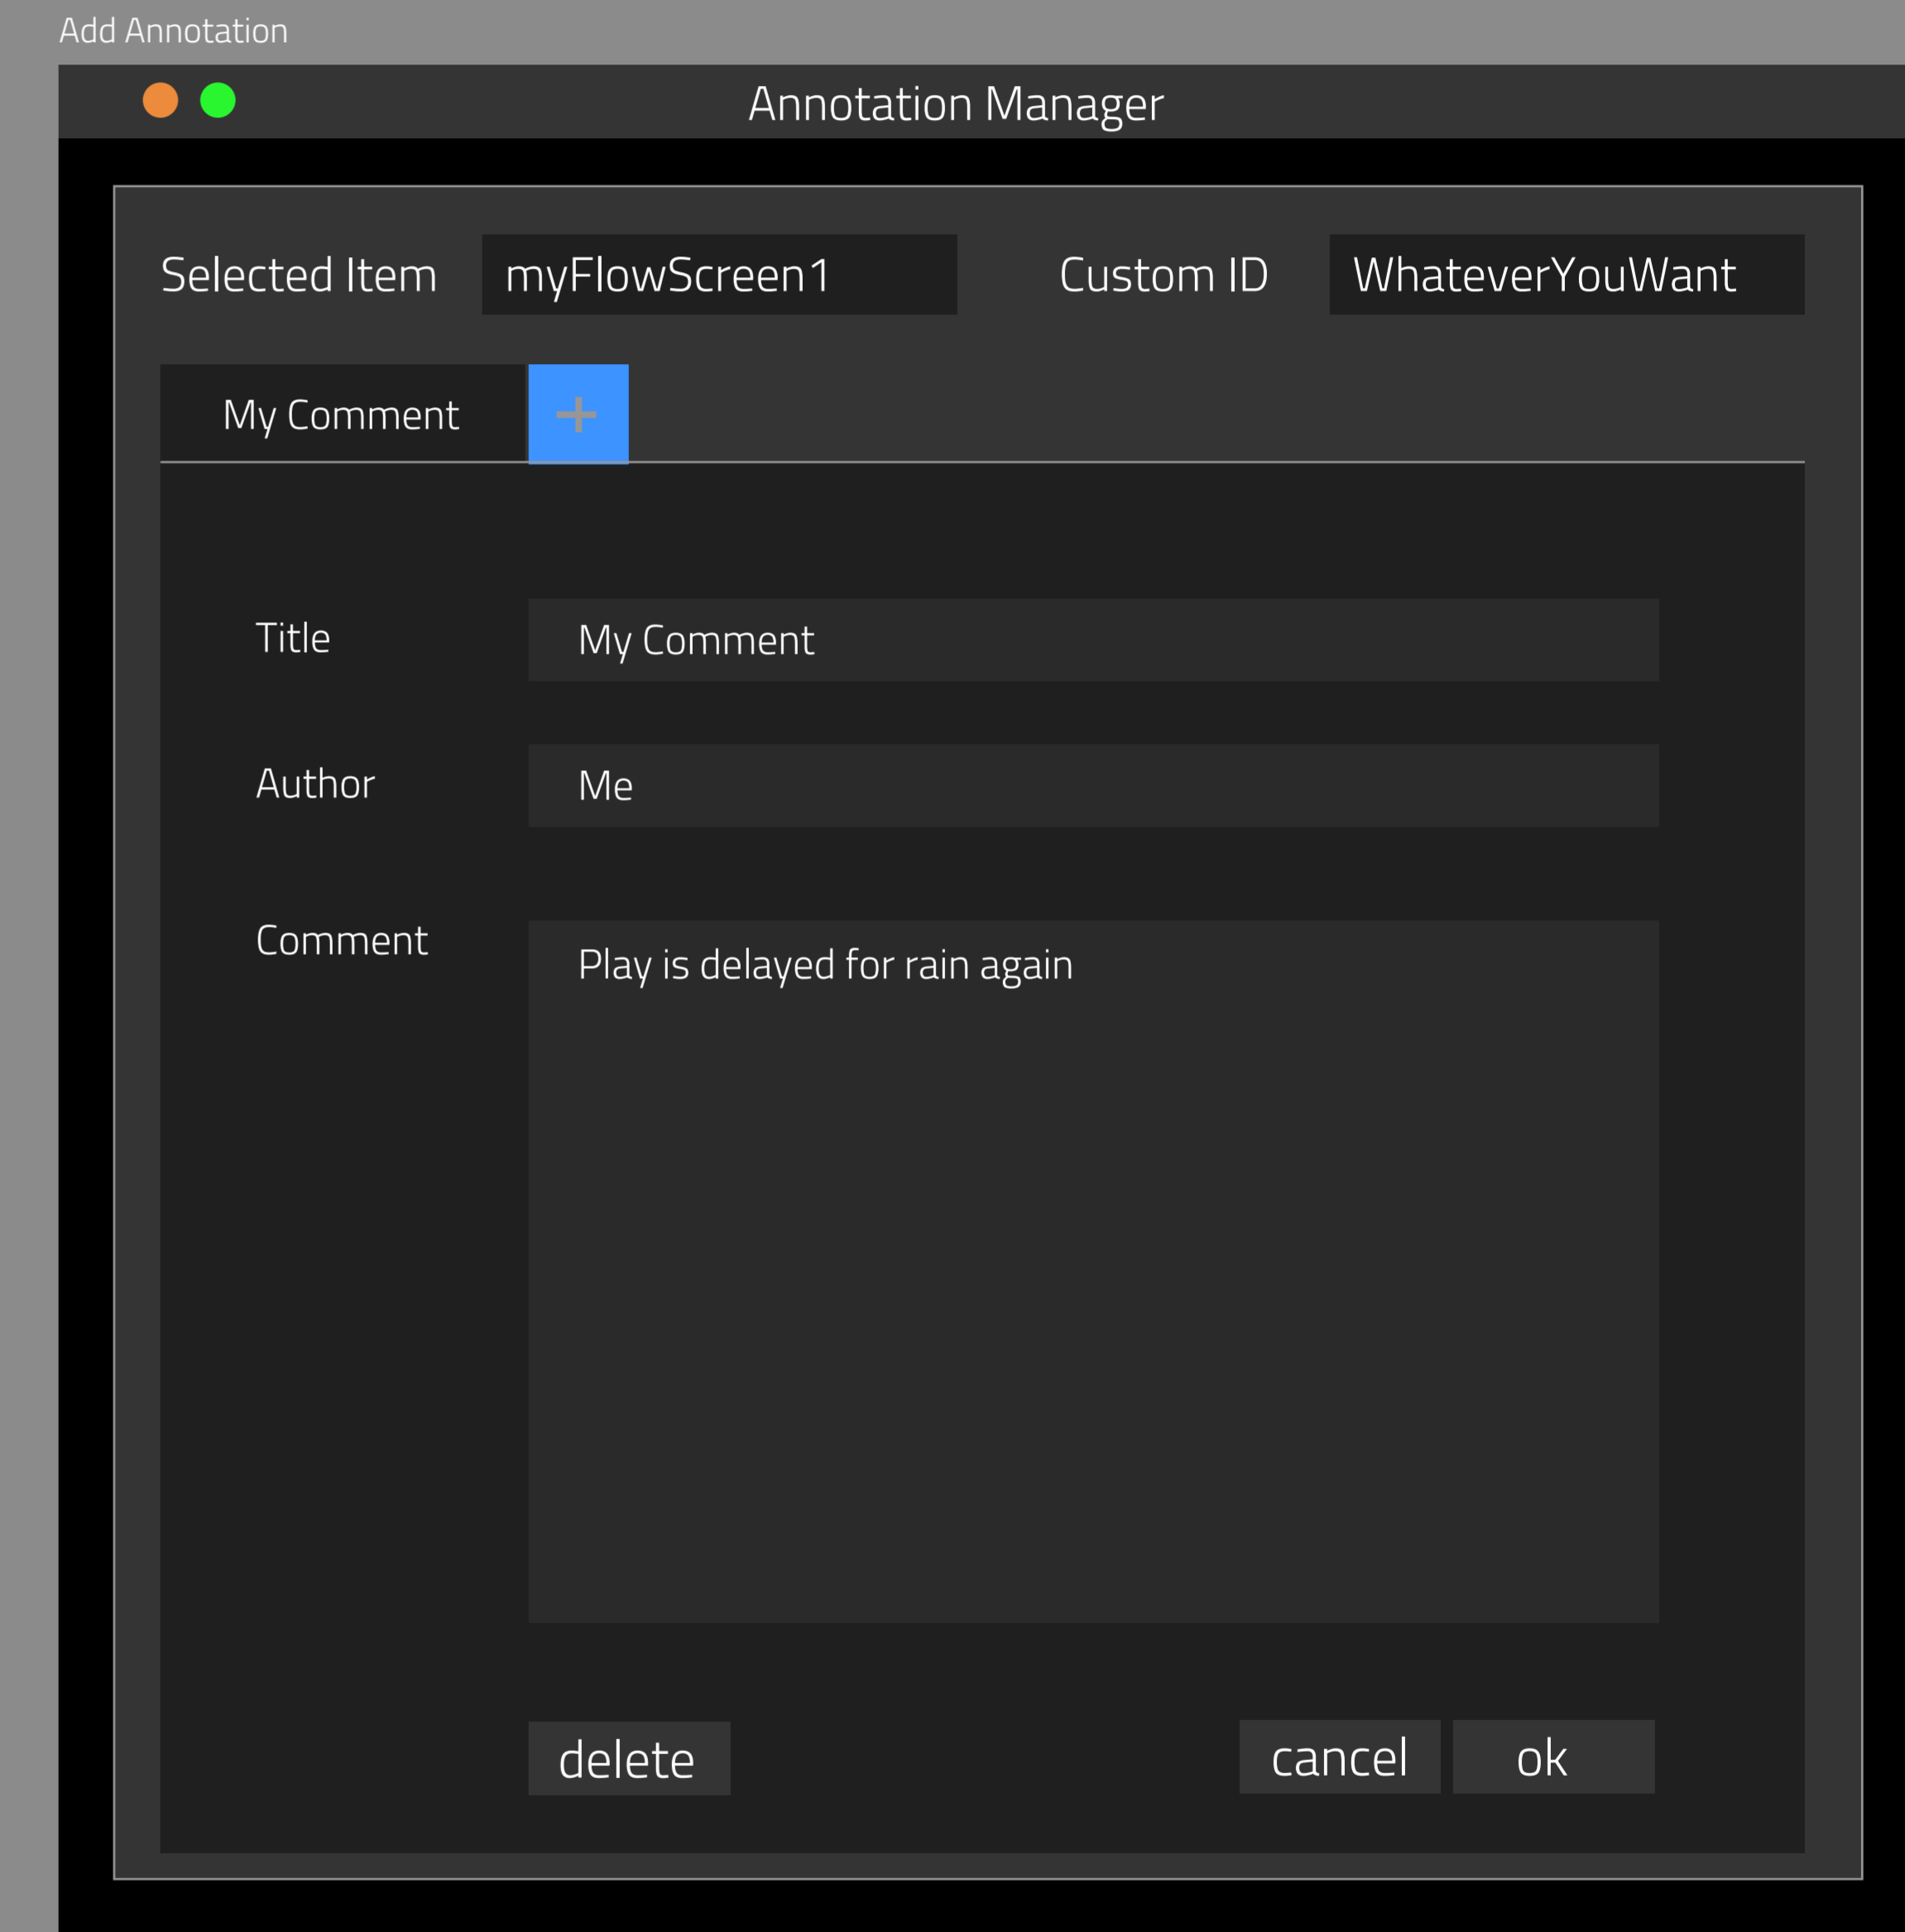 Add Annotation
Annotation Manager
Selected Item myFlowScreen1 Custom ID WhateverYouWant
My Comment +
Title My Comment
Author Me
Comment Play is delayed for rain again
delete cancel ok